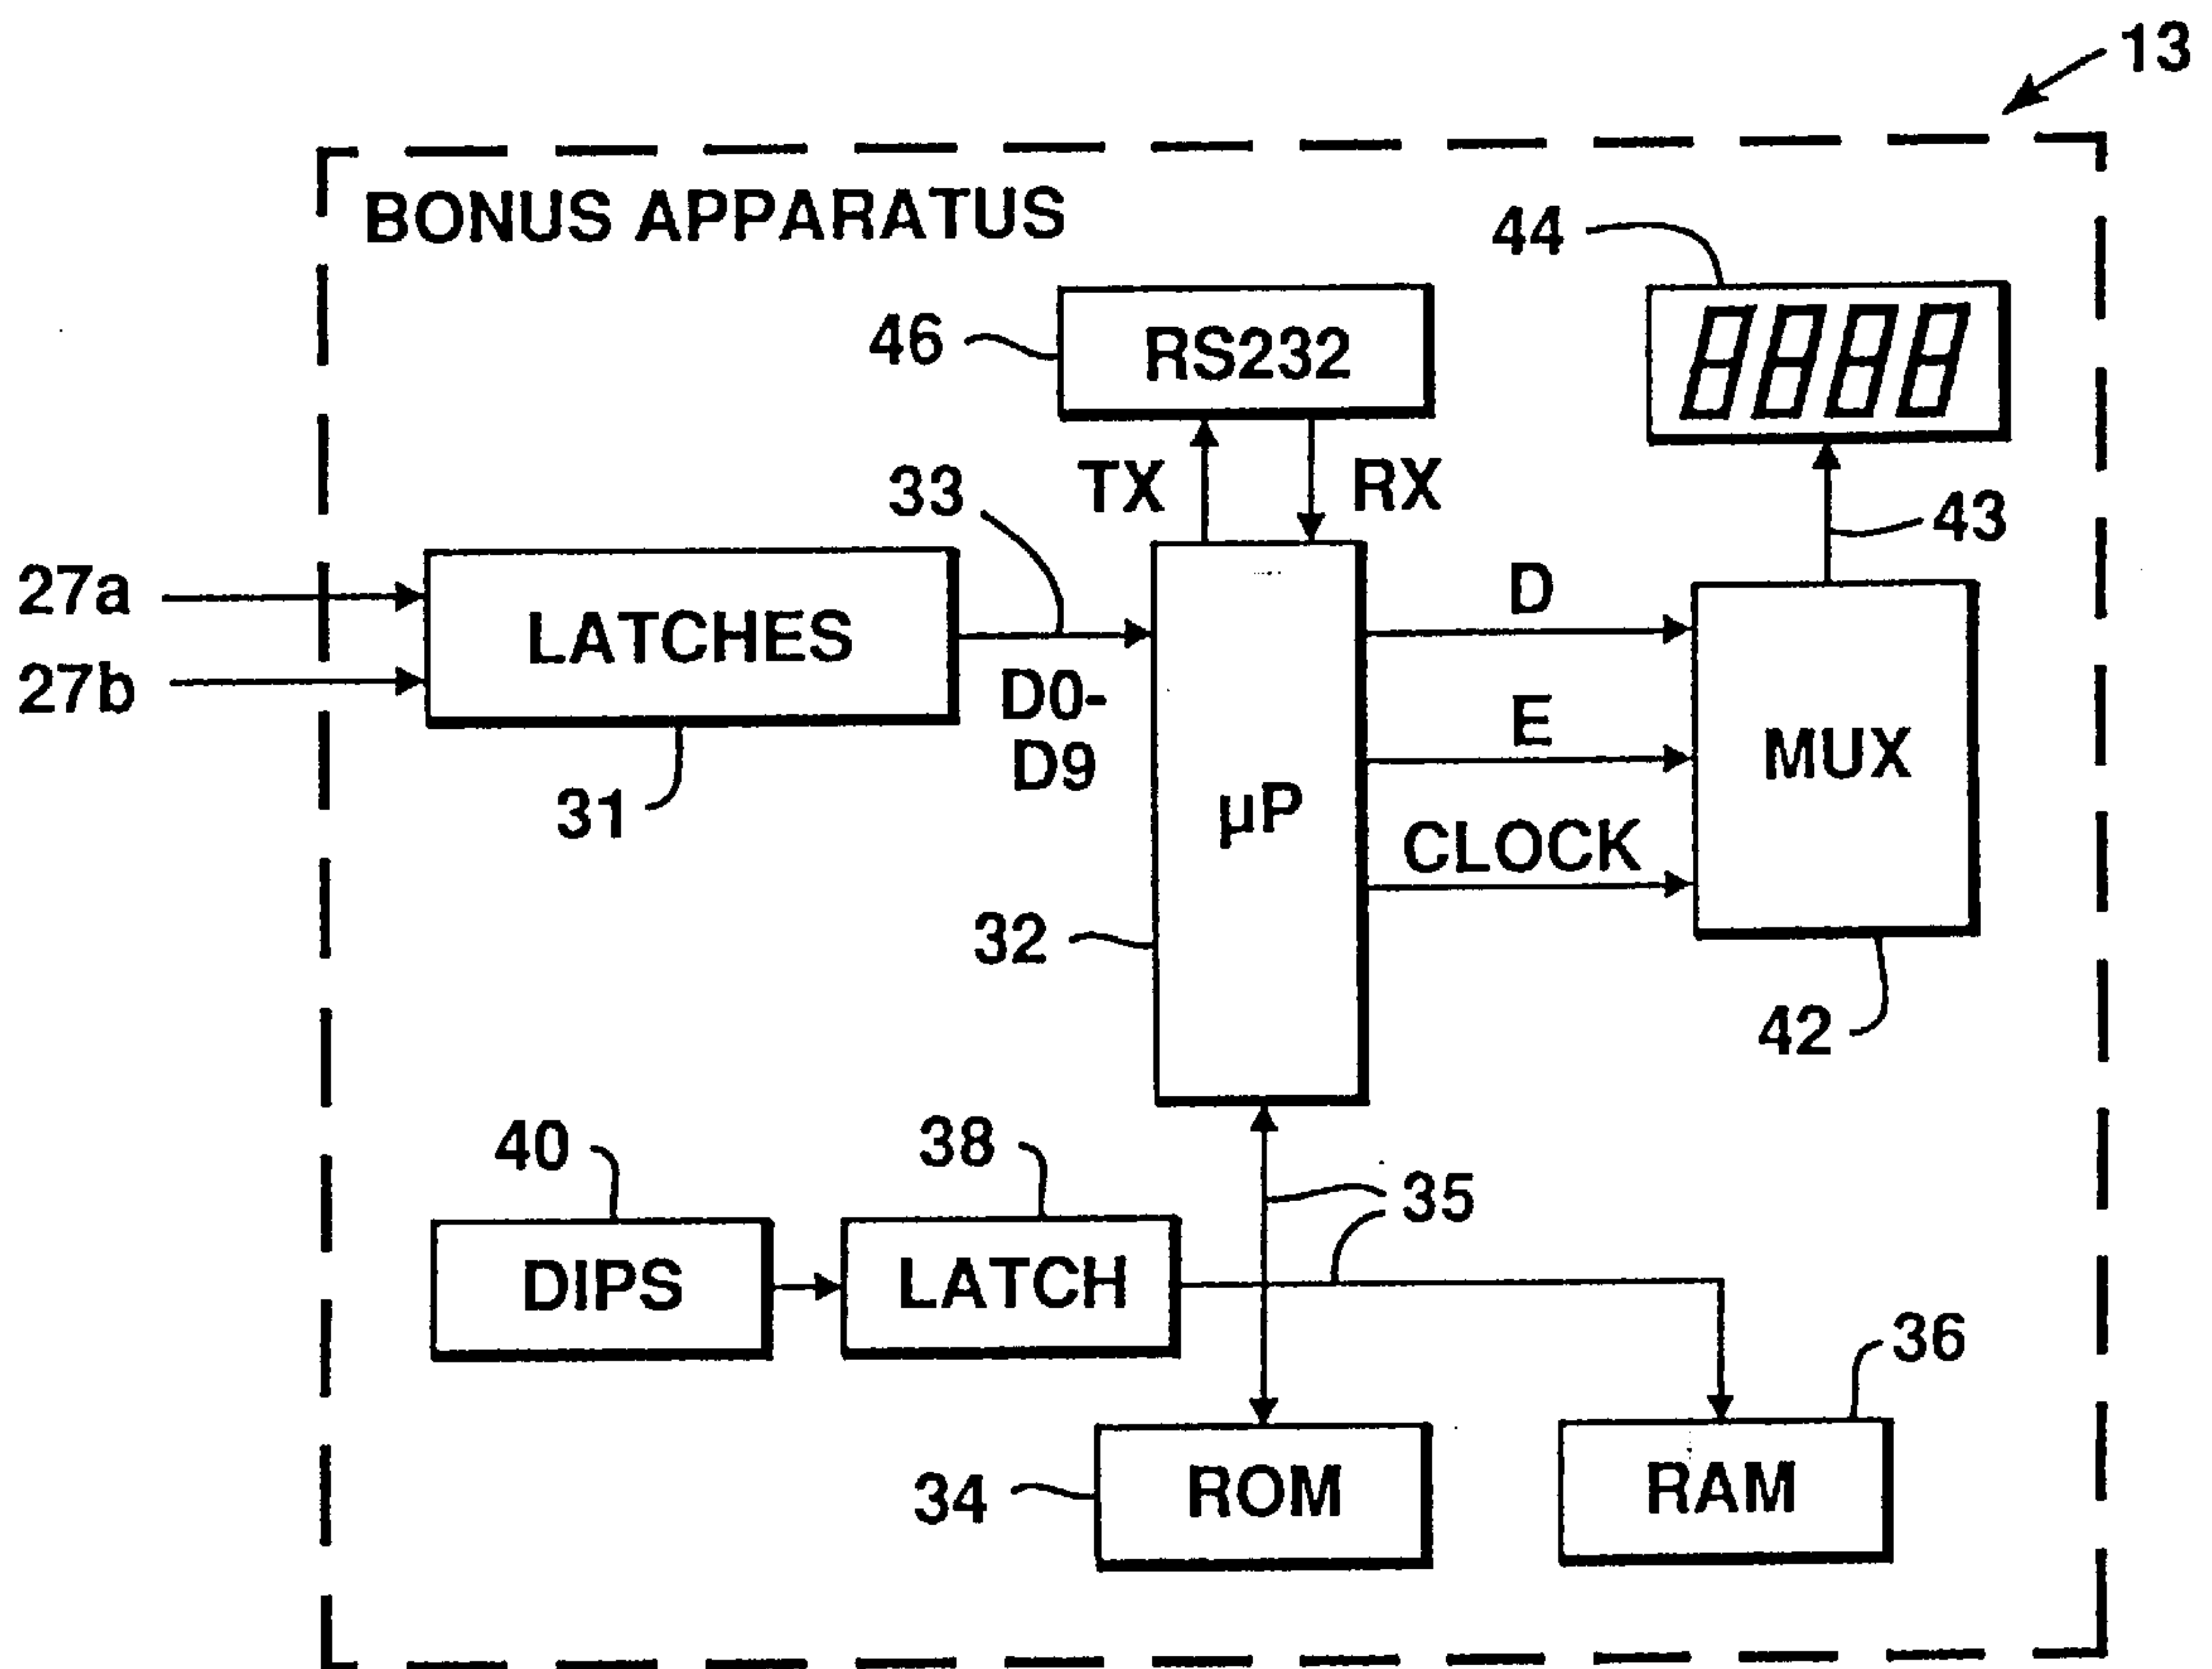 13
BONUS APPARATUS
44
46
RS232
8888
33
TX
RX
43
27a
LATCHES
D
27b
D0-
D9
E
MUX
31
µP
CLOCK
32
42
40
38
35
DIPS
LATCH
36
34
ROM
RAM